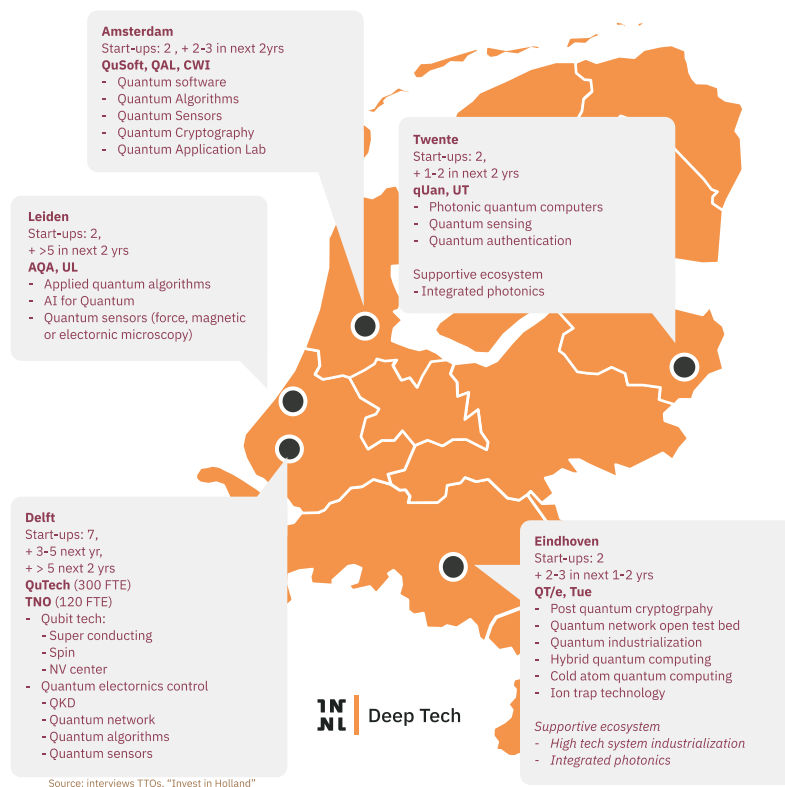 Amsterdam
Start-ups: 2 , + 2-3 in next 2yrs
QuSoft, QAL, CWI
- Quantum software
- Quantum Algorithms
- Quantum Sensors
- Quantum Cryptography
- Quantum Application Lab
Twente
Start-ups: 2,
+ 1-2 in next 2 yrs
qUan, UT
- Photonic quantum computers
- Quantum sensing
- Quantum authentication
Supportive ecosystem
- Integrated photonics
Leiden
Start-ups: 2,
+ >5 in next 2 yrs
AQA, UL
- Applied quantum algorithms
- AI for Quantum
- Quantum sensors (force, magnetic
or electornic microscopy)
Delft
Start-ups: 7,
+ 3-5 next yr,
+ > 5 next 2 yrs
QuTech (300 FTE)
TNO (120 FTE)
- Qubit tech:
- Super conducting
- Spin
- NV center
- Quantum electornics control
- QKD
- Quantum network
- Quantum algorithms
- Quantum sensors
Eindhoven
Start-ups: 2
+ 2-3 in next 1-2 yrs
QT/e, Tue
- Post quantum cryptogrpahy
- Quantum network open test bed
- Quantum industrialization
- Hybrid quantum computing
- Cold atom quantum computing
- Ion trap technology
Supportive ecosystem
- High tech system industrialization
- Integrated photonics
INNL Deep Tech
Source: interviews TTOs, "Invest in Holland"